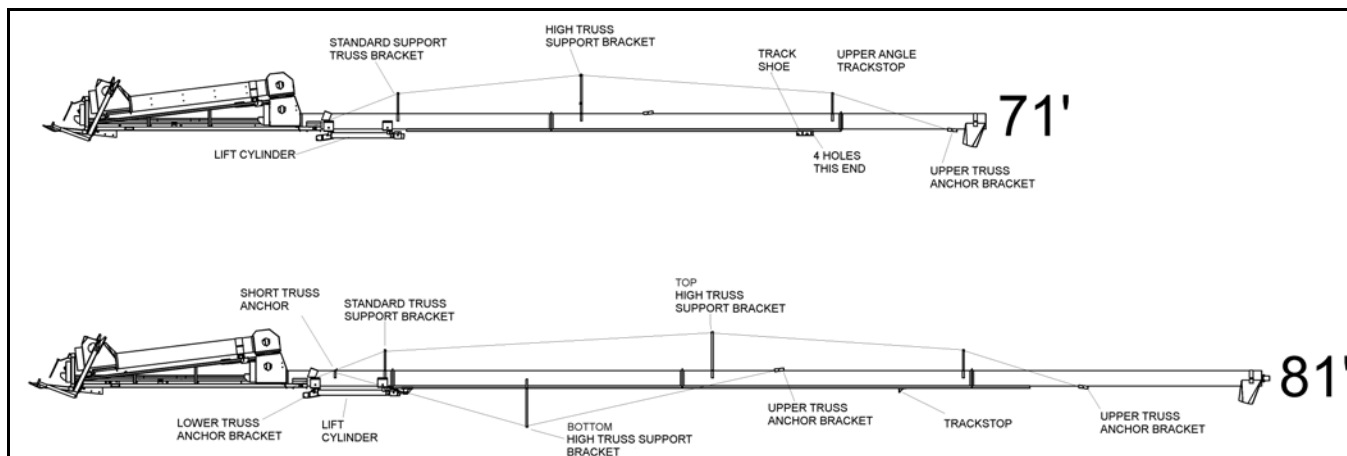 STANDARD SUPPORT
TRUSS BRACKET
HIGH TRUSS
SUPPORT BRACKET
TRACK
SHOE
UPPER ANGLE
TRACKSTOP
71'
LIFT CYLINDER
4 HOLES
THIS END
UPPER TRUSS
ANCHOR BRACKET
SHORT TRUSS
ANCHOR
STANDARD TRUSS
SUPPORT BRACKET
TOP
HIGH TRUSS
SUPPORT BRACKET
81'
LOWER TRUSS
ANCHOR BRACKET
LIFT
CYLINDER
BOTTOM
HIGH TRUSS SUPPORT
BRACKET
UPPER TRUSS
ANCHOR BRACKET
TRACKSTOP
UPPER TRUSS
ANCHOR BRACKET